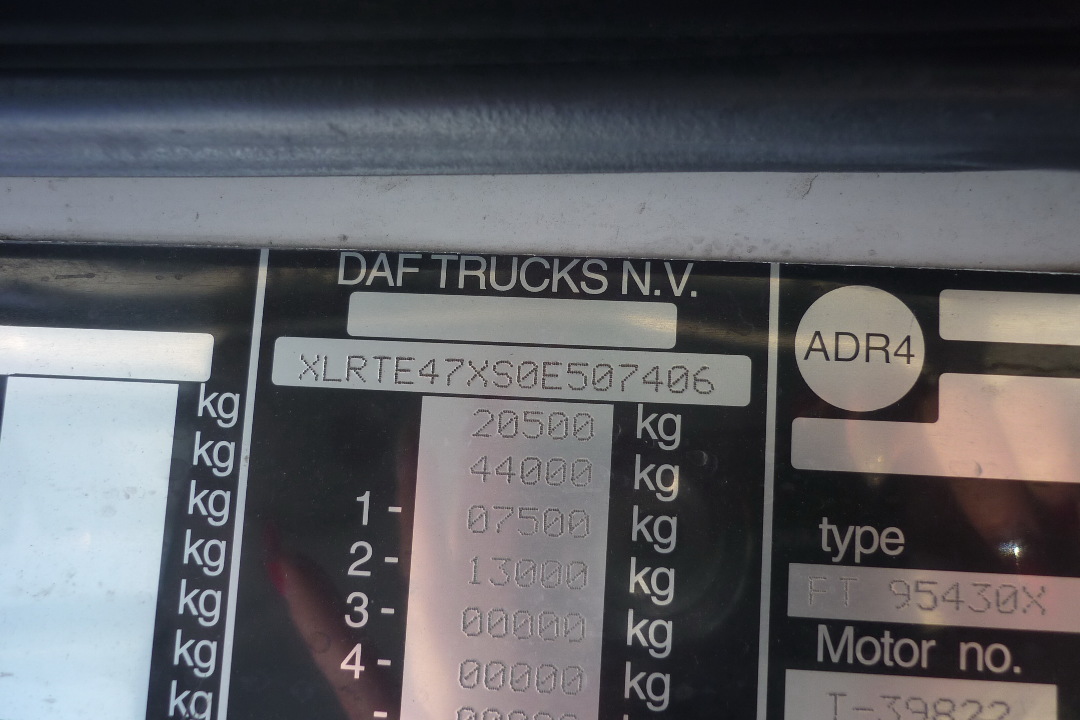 DAF TRUCKS N.V.
XLRTE47XS0E507406
20500 kg
44000 kg
1 - 07500 kg
2 - 13000 kg
3 - 00000 kg
4 - 00000 kg
kg
kg
kg
kg
kg
kg
kg
ADR4
type
FT 95430X
Motor no.